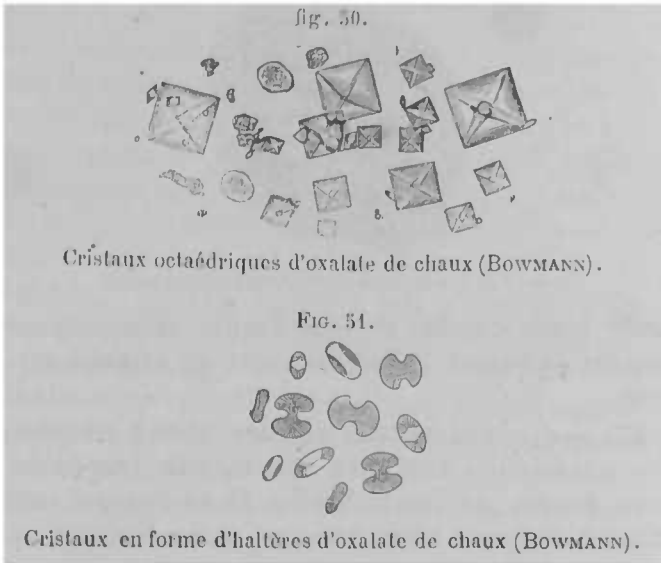 fig. 50.
Cristaux octaédriques d'oxalate de chaux (BOWMANN).
FIG. 51.
Cristaux en forme d'haltères d'oxalate de chaux (BOWMANN).